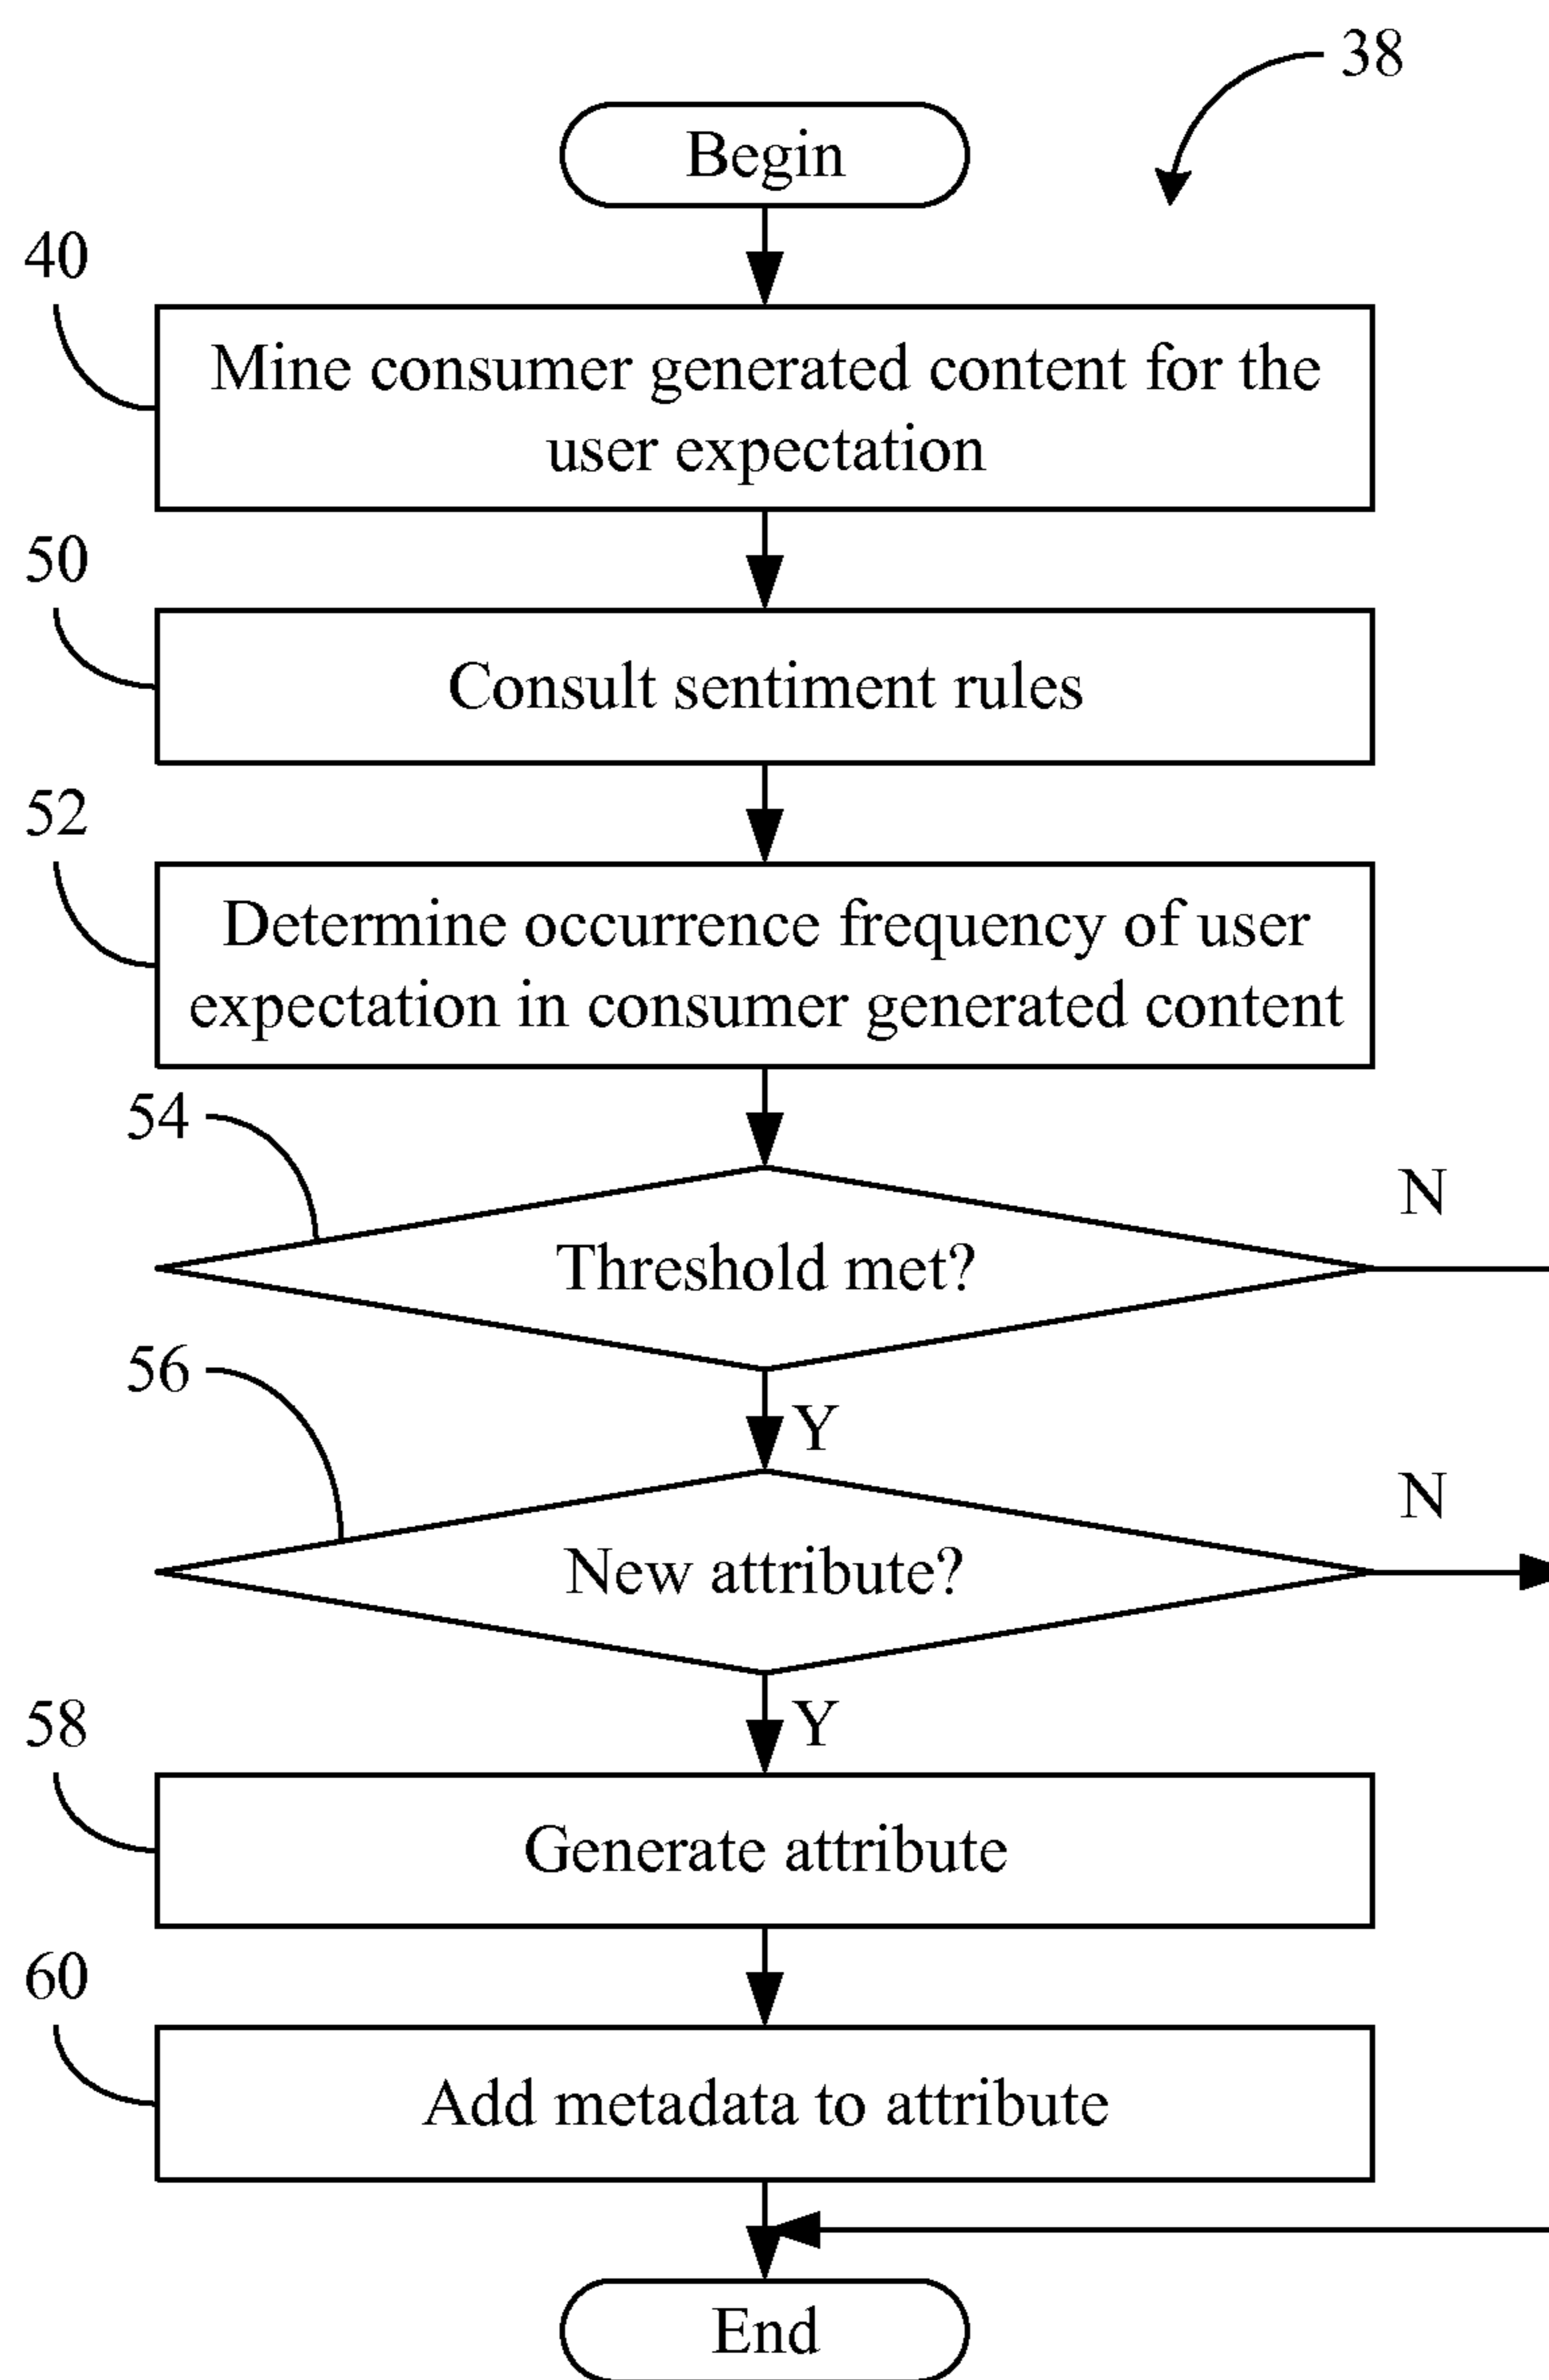 38
Begin
40
Mine consumer generated content for the
user expectation
50
Consult sentiment rules
52
Determine occurrence frequency of user
expectation in consumer generated content
54
N
Threshold met?
56
Y
N
New attribute?
58
Y
Generate attribute
60
Add metadata to attribute
End